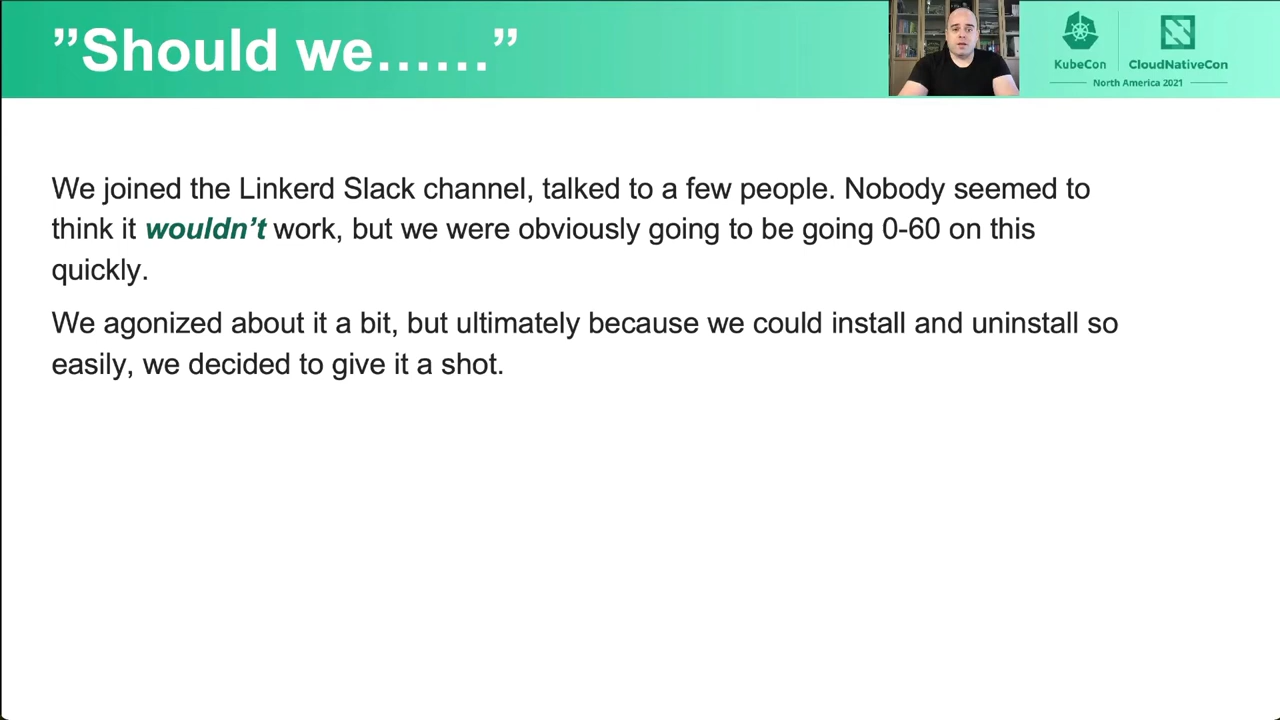 ”Should we......”
KubeCon
CloudNativeCon
North America 2021
We joined the Linkerd Slack channel, talked to a few people. Nobody seemed to
think it wouldn’t work, but we were obviously going to be going 0-60 on this
quickly.
We agonized about it a bit, but ultimately because we could install and uninstall so
easily, we decided to give it a shot.